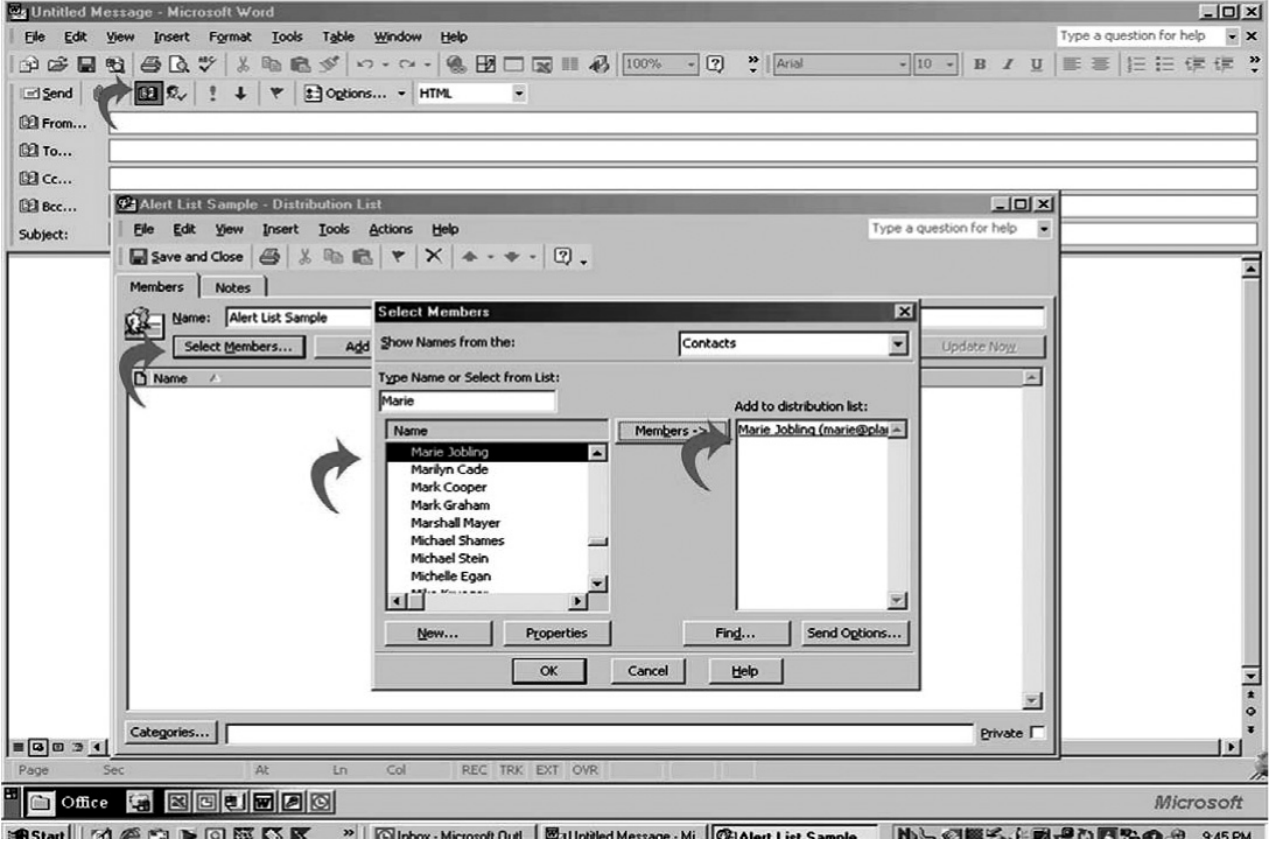 Untitled Message - Microsoft Word
File Edit View Insert Format Tools Table Window Help Type a question for help
100% Arial 10 B I U
Send Options... HTML
From...
To...
Cc...
Bcc...
Subject:
Alert List Sample - Distribution List
File Edit View Insert Tools Actions Help Type a question for help
Save and Close
Members Notes
Name: Alert List Sample
Select Members... Add Update Now
Name
Select Members
Show Names from the: Contacts
Type Name or Select from List:
Marie
Add to distribution list:
Name Members -> Marie Jobling (marie@pla
Marie Jobling
Marilyn Cade
Mark Cooper
Mark Graham
Marshall Mayer
Michael Shames
Michael Stein
Michelle Egan
New... Properties Find... Send Options...
OK Cancel Help
Categories... Private
Page Sec At Ln Col REC TRK EXT OVR
Office Microsoft
Start Inbox - Microsoft Outl Untitled Message - Mi Alert List Sample 9:45 PM